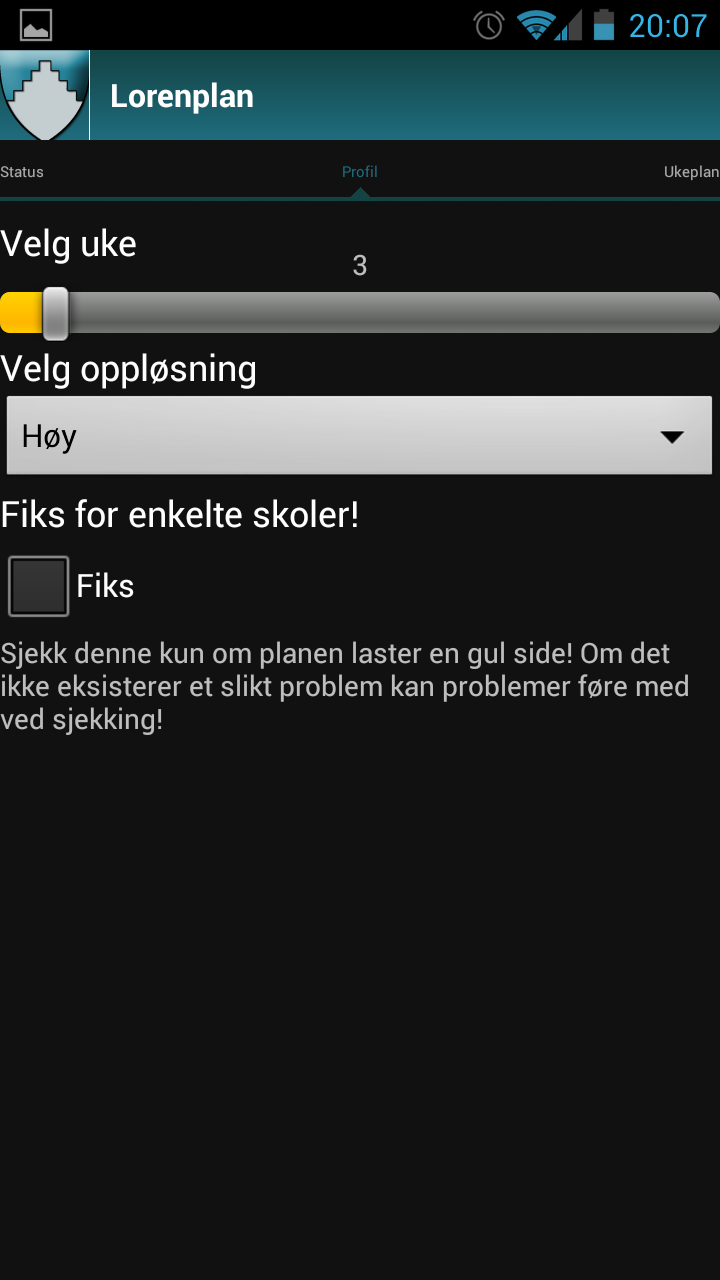 20:07
Lorenplan
Status
Profil
Ukeplan
Velg uke
3
Velg oppløsning
Høy
Fiks for enkelte skoler!
Fiks
Sjekk denne kun om planen laster en gul side! Om det
ikke eksisterer et slikt problem kan problemer føre med
ved sjekking!